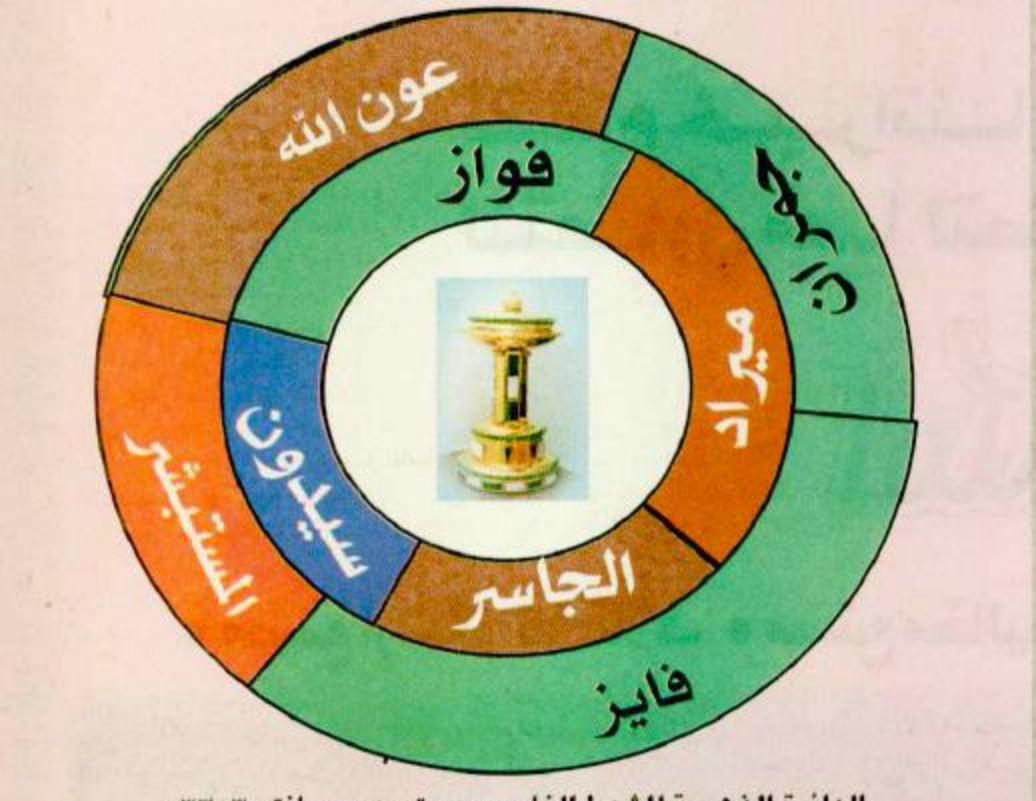 عون الله
جمران
فواز
ميراد
سيدون
المستبشر
الجاسر
فايز